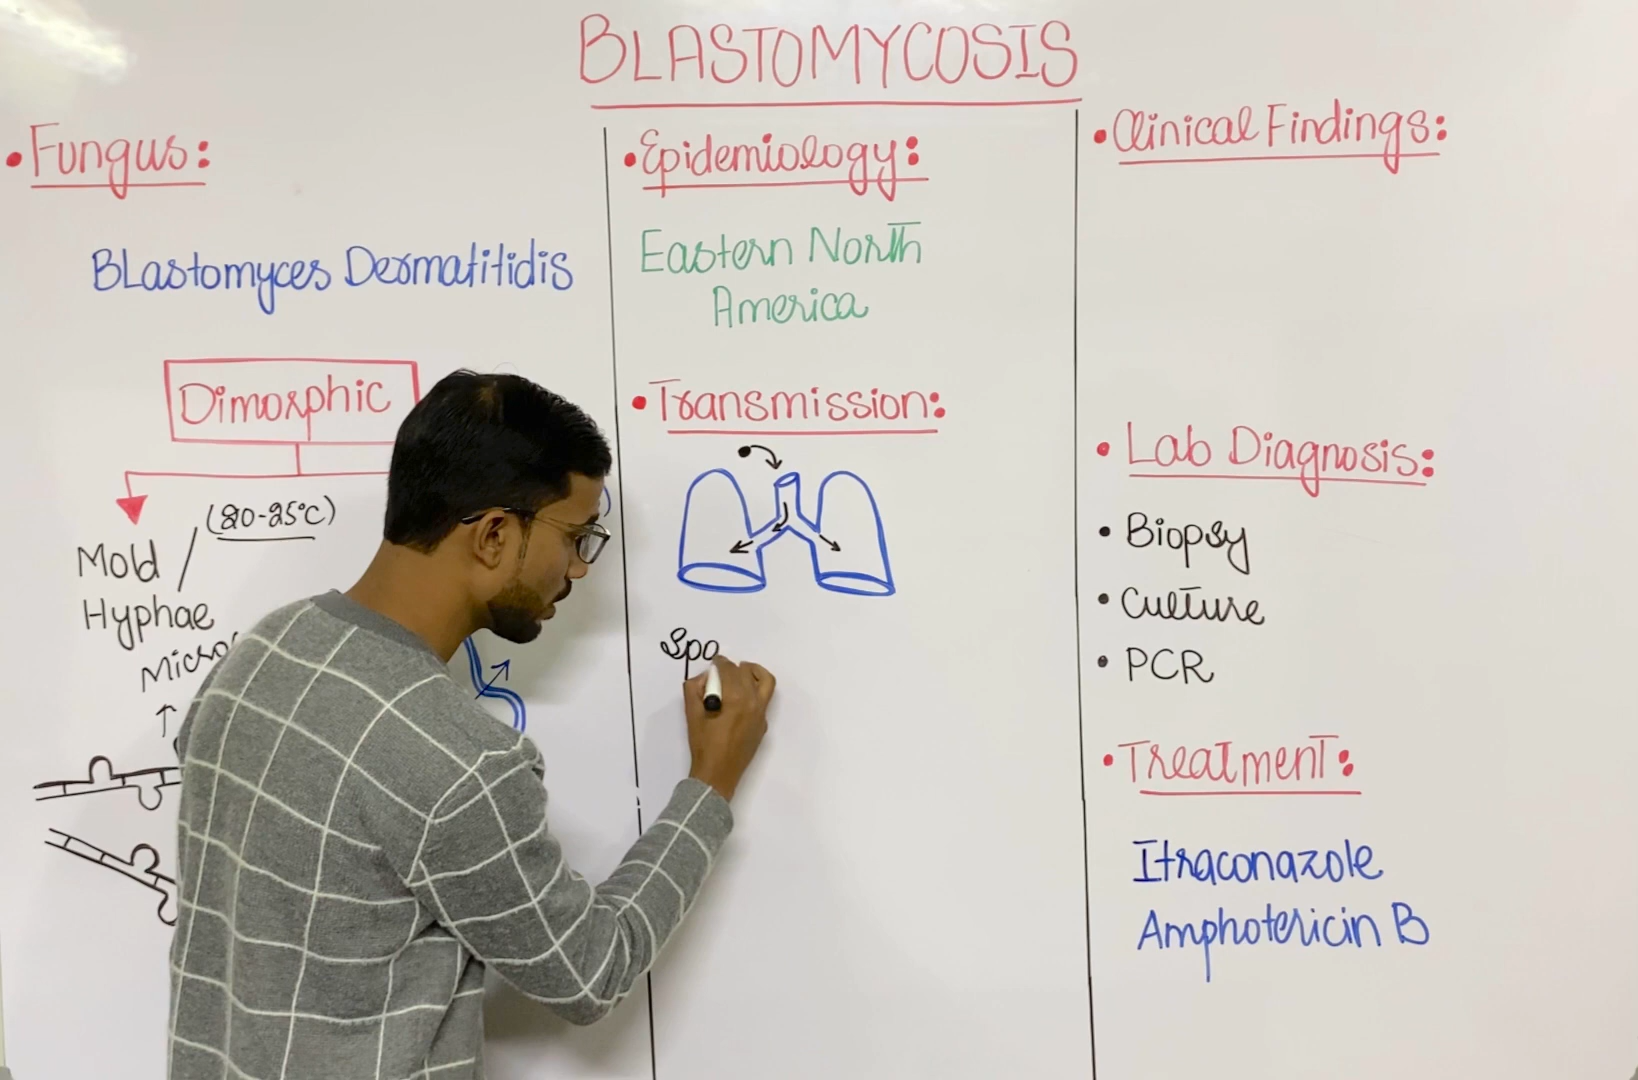 BLASTOMYCOSIS
•Fungus:
BLastomyces Dermatitidis
Dimorphic
(20-25°C)
Mold /
Hyphae
•Epidemiology:
Eastern North
America
•Transmission:
Spo
•Clinical Findings:
•Lab Diagnosis:
•Biopsy
•Culture
•PCR
•Treatment:
Itraconazole
Amphotericin B